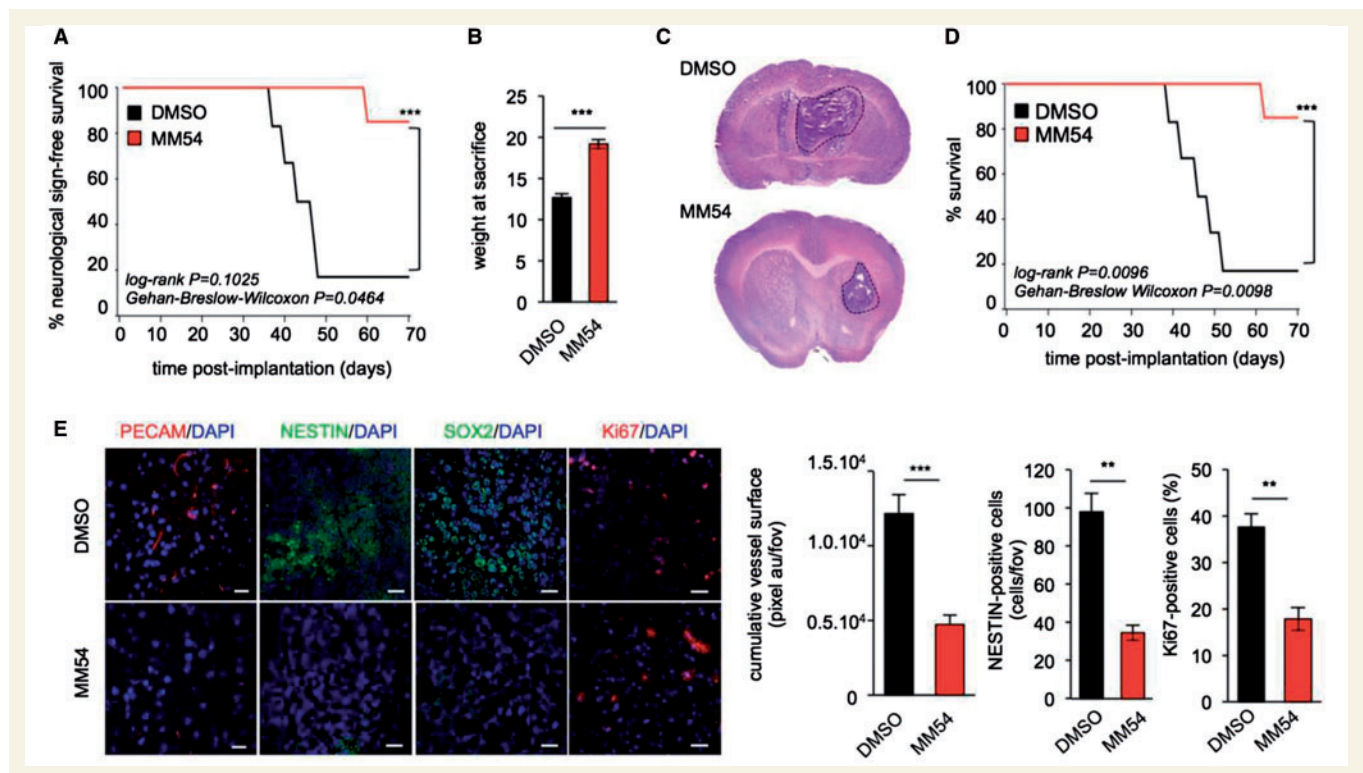 A
% neurological sign-free survival
100
80
60
40
20
0
DMSO
MM54
***
log-rank P=0.1025
Gehan-Breslow-Wilcoxon P=0.0464
0 10 20 30 40 50 60 70
time post-implantation (days)
B
weight at sacrifice
25
20
15
10
5
0
***
DMSO
MM54
C
DMSO
MM54
D
% survival
100
80
60
40
20
0
DMSO
MM54
***
log-rank P=0.0096
Gehan-Breslow Wilcoxon P=0.0098
0 10 20 30 40 50 60 70
time post-implantation (days)
E
PECAM/DAPI NESTIN/DAPI SOX2/DAPI Ki67/DAPI
DMSO
MM54
cumulative vessel surface
(pixel au/fov)
1.5.10⁴
1.0.10⁴
0.5.10⁴
0
***
DMSO
MM54
NESTIN-positive cells
(cells/fov)
120
100
80
60
40
20
0
**
DMSO
MM54
Ki67-positive cells (%)
50
40
30
20
10
0
**
DMSO
MM54